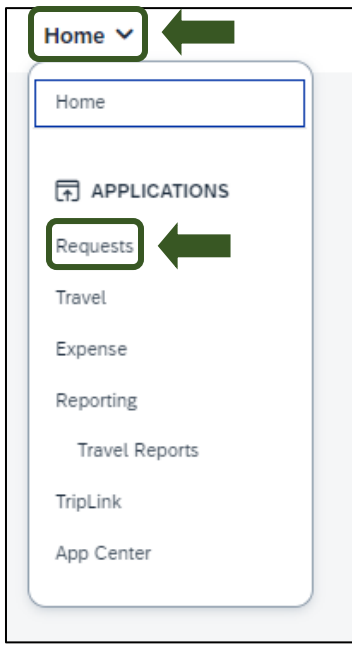 Home
Home
APPLICATIONS
Requests
Travel
Expense
Reporting
Travel Reports
TripLink
App Center